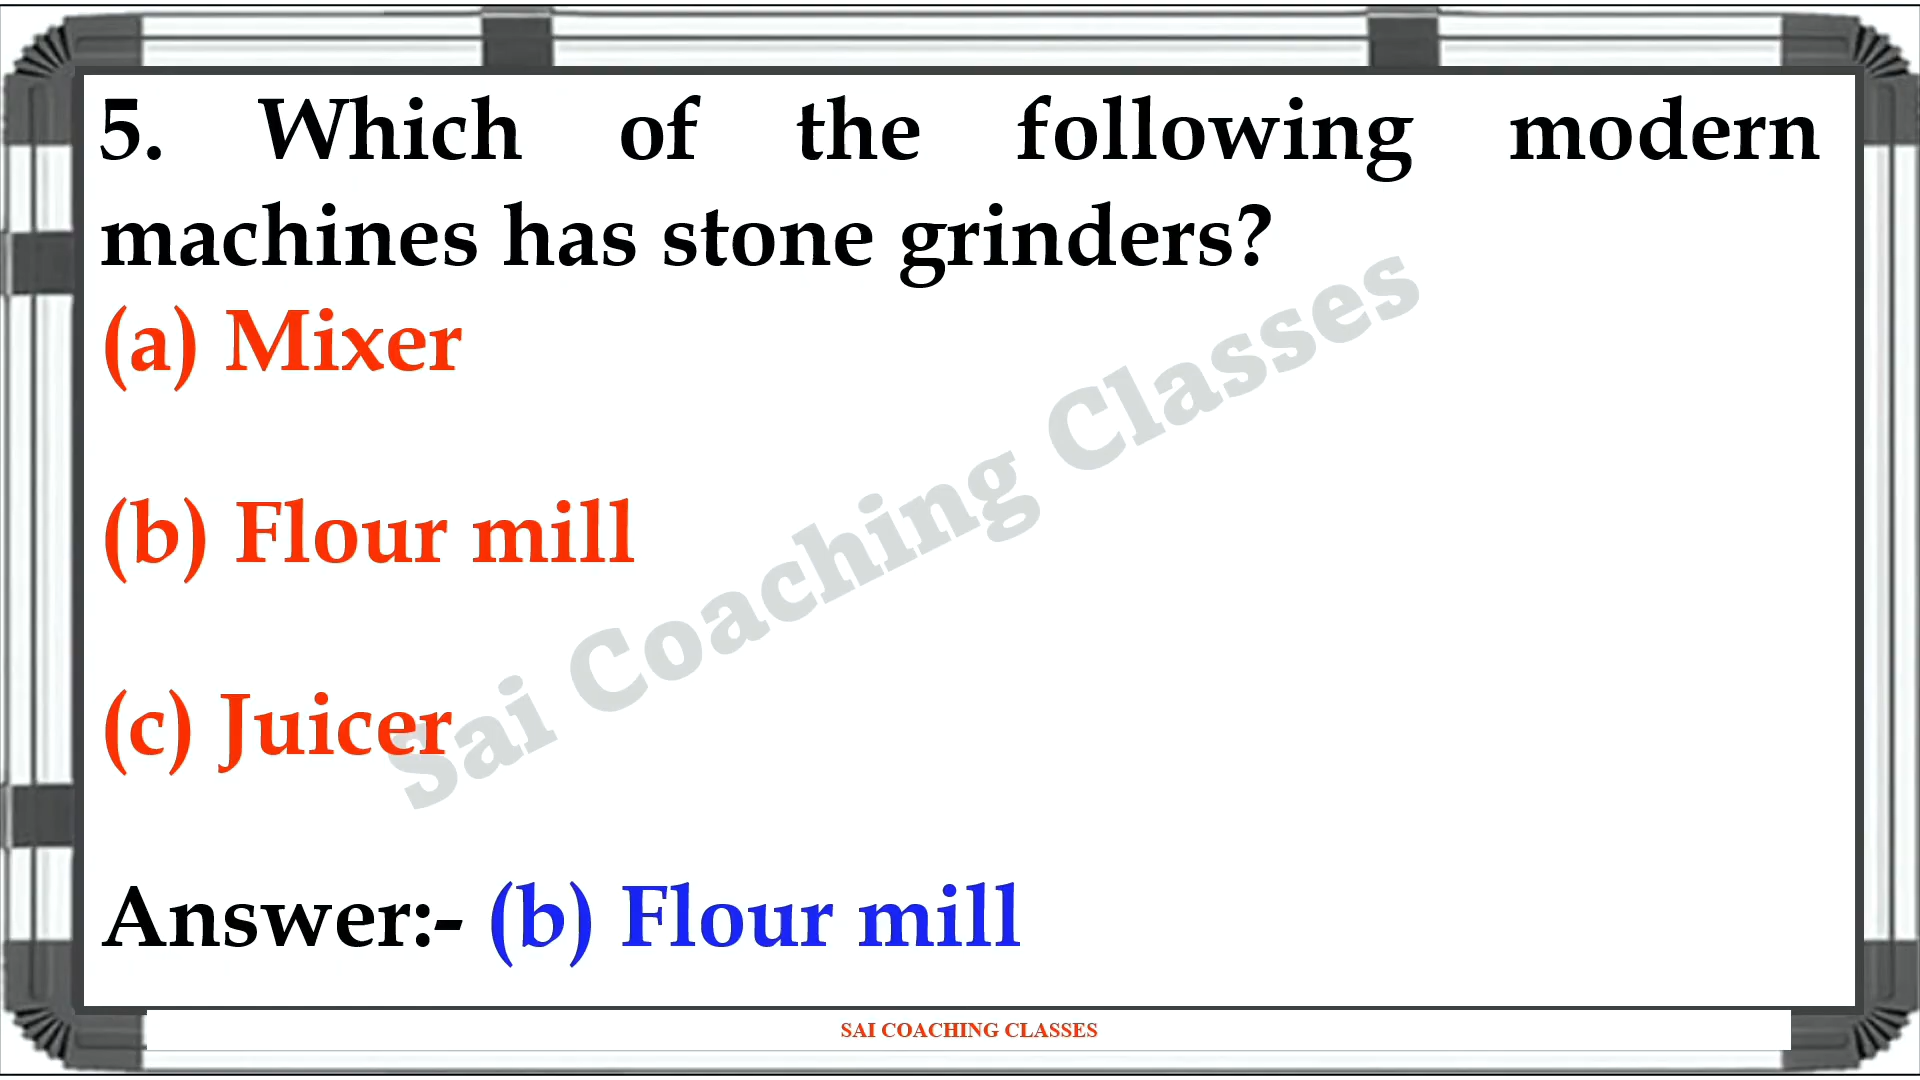 5. Which of the following modern
machines has stone grinders?
(a) Mixer
(b) Flour mill
(c) Juicer
Answer:- (b) Flour mill
Sai Coaching Classes
SAI COACHING CLASSES